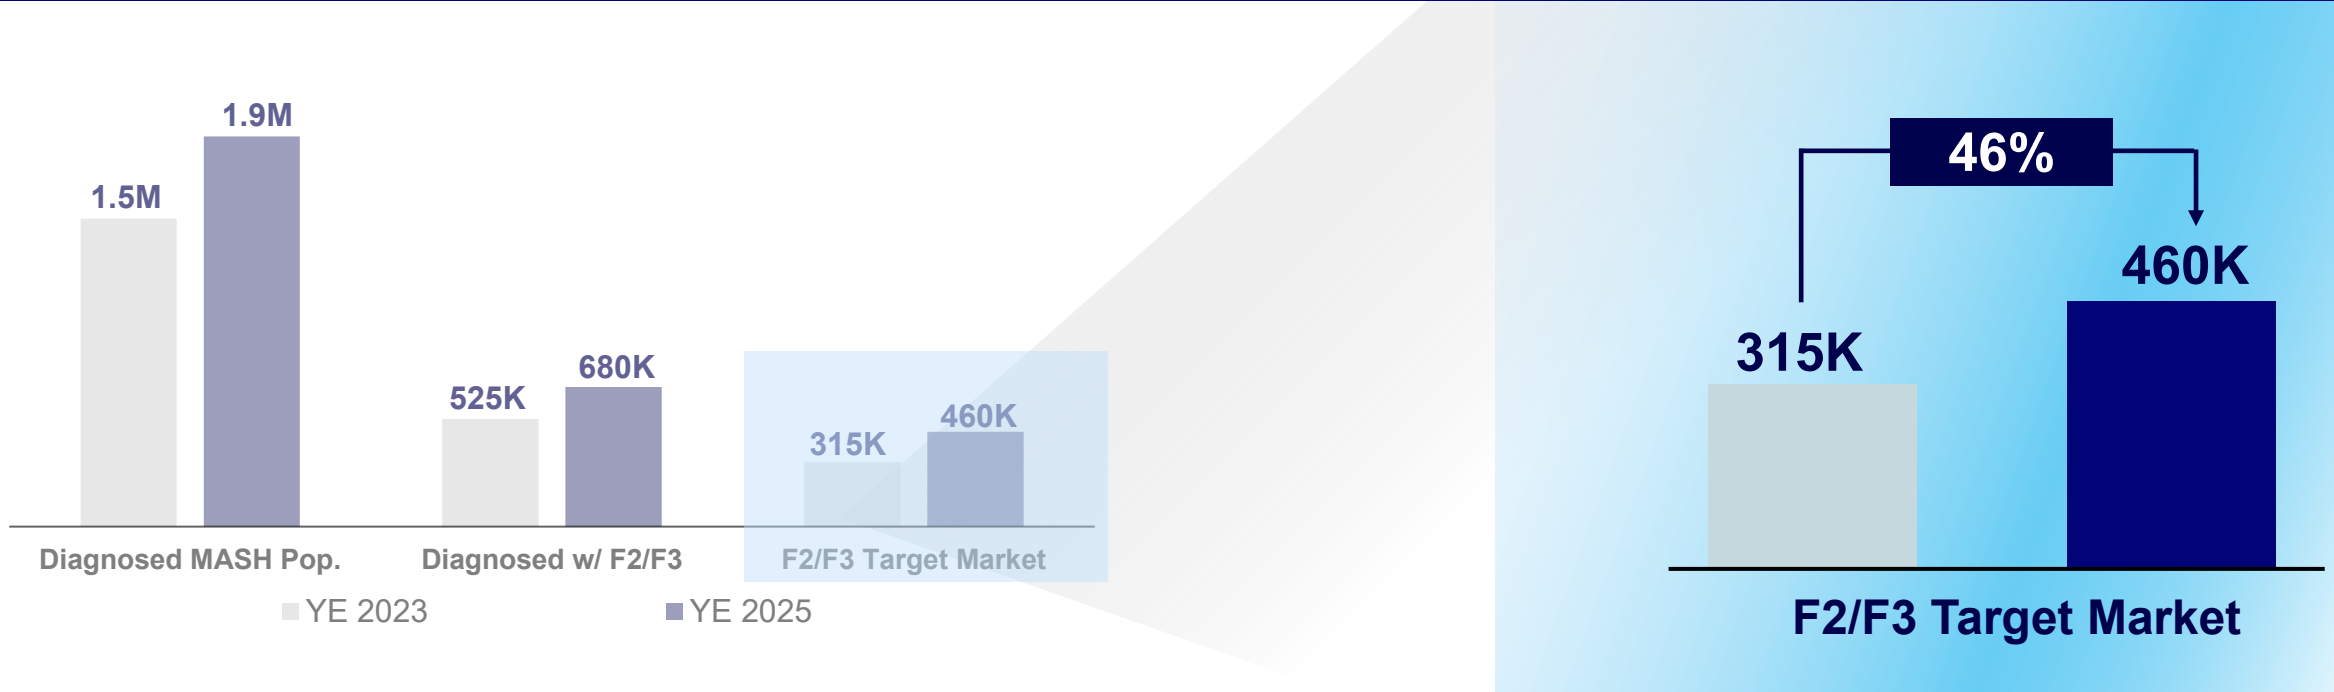 1.9M
1.5M
680K
525K
460K
315K
Diagnosed MASH Pop.
Diagnosed w/ F2/F3
F2/F3 Target Market
YE 2023
YE 2025
46%
460K
315K
F2/F3 Target Market